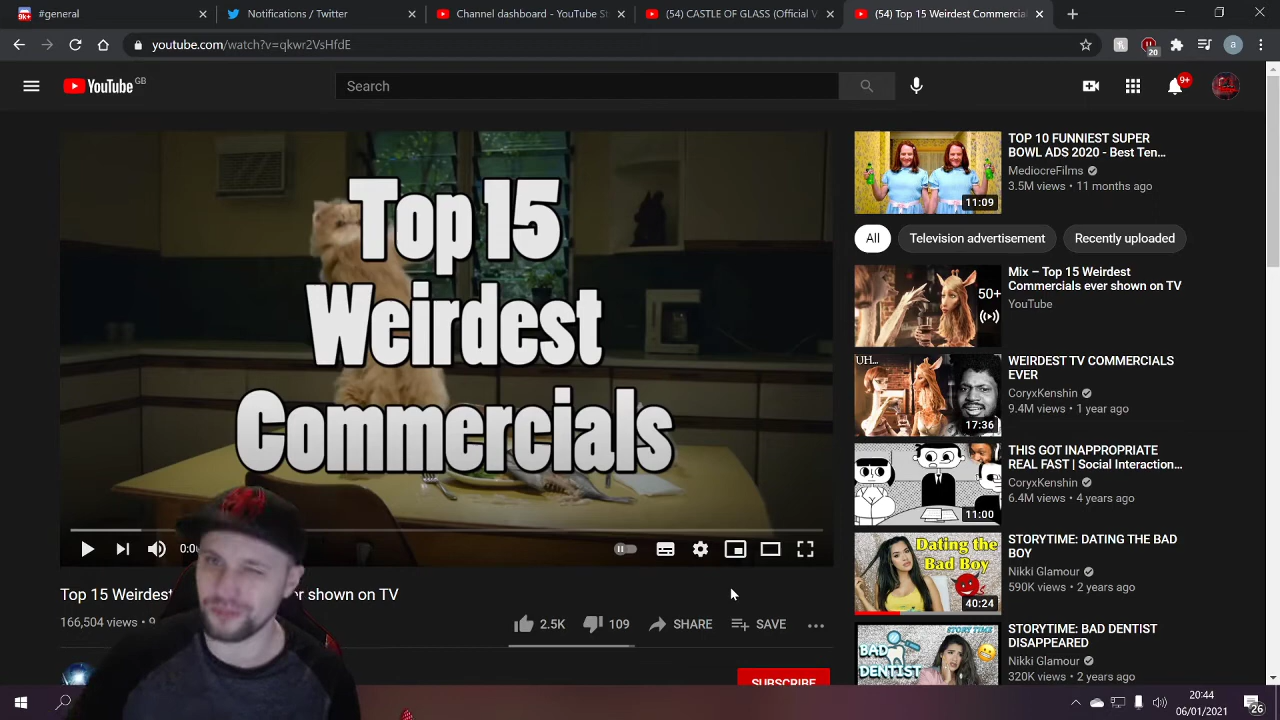 9k+ #general
Notifications / Twitter
Channel dashboard - YouTube St
(54) CASTLE OF GLASS (Official V
(54) Top 15 Weirdest Commercial
youtube.com/watch?v=qkwr2VsHfdE
20
a
YouTube GB
Search
9+
Top 15
Weirdest
Commercials
0:0
Top 15 Weirdest
er shown on TV
166,504 views •
2.5K
109
SHARE
SAVE
SUBSCRIBE
TOP 10 FUNNIEST SUPER
BOWL ADS 2020 - Best Ten...
MediocreFilms
3.5M views • 11 months ago
11:09
All
Television advertisement
Recently uploaded
Mix – Top 15 Weirdest
Commercials ever shown on TV
YouTube
50+
UH...
WEIRDEST TV COMMERCIALS
EVER
CoryxKenshin
9.4M views • 1 year ago
17:36
THIS GOT INAPPROPRIATE
REAL FAST | Social Interaction...
CoryxKenshin
6.4M views • 4 years ago
11:00
Dating the
Bad Boy
STORYTIME: DATING THE BAD
BOY
Nikki Glamour
590K views • 2 years ago
40:24
STORY TIME
BAD
DENTIST
STORYTIME: BAD DENTIST
DISAPPEARED
Nikki Glamour
320K views • 2 years ago
20:44
06/01/2021
26